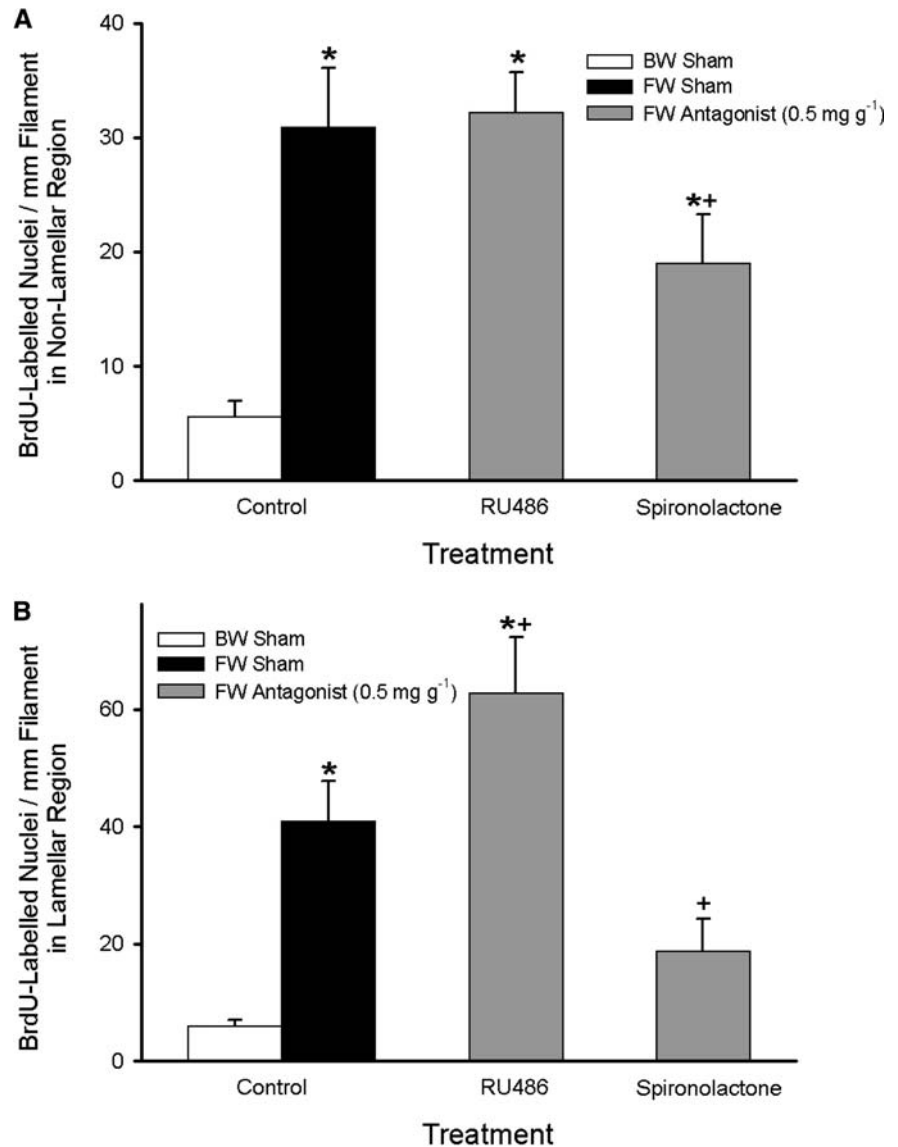 A
BrdU-Labelled Nuclei / mm Filament
in Non-Lamellar Region
40
30
20
10
0
*
*
*+
BW Sham
FW Sham
FW Antagonist (0.5 mg g⁻¹)
Control
RU486
Spironolactone
Treatment
B
BrdU-Labelled Nuclei / mm Filament
in Lamellar Region
60
40
20
0
BW Sham
FW Sham
FW Antagonist (0.5 mg g⁻¹)
*
*+
+
Control
RU486
Spironolactone
Treatment